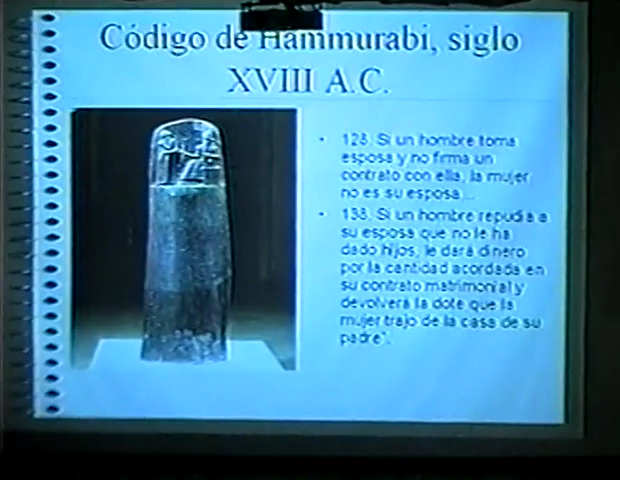 Código de Hammurabi, siglo
XVIII A.C.
• 128. Si un hombre toma
esposa y no firma un
contrato con ella, la mujer
no es su esposa...
• 138. Si un hombre repudia a
su esposa que no le ha
dado hijos, le dará dinero
por la cantidad acordada en
su contrato matrimonial y
devolverá la dote que la
mujer trajo de la casa de su
padre".